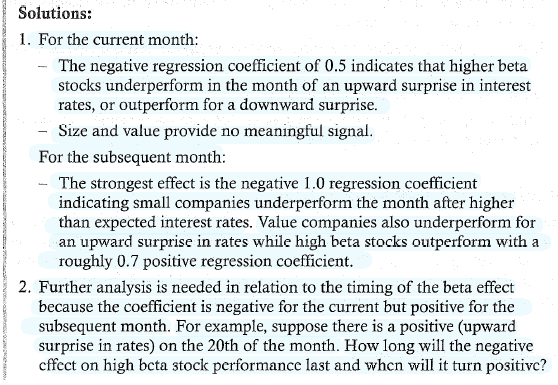 Solutions:
1. For the current month:
– The negative regression coefficient of 0.5 indicates that higher beta
stocks underperform in the month of an upward surprise in interest
rates, or outperform for a downward surprise.
– Size and value provide no meaningful signal.
For the subsequent month:
– The strongest effect is the negative 1.0 regression coefficient
indicating small companies underperform the month after higher
than expected interest rates. Value companies also underperform for
an upward surprise in rates while high beta stocks outperform with a
roughly 0.7 positive regression coefficient.
2. Further analysis is needed in relation to the timing of the beta effect
because the coefficient is negative for the current but positive for the
subsequent month. For example, suppose there is a positive (upward
surprise in rates) on the 20th of the month. How long will the negative
effect on high beta stock performance last and when will it turn positive?